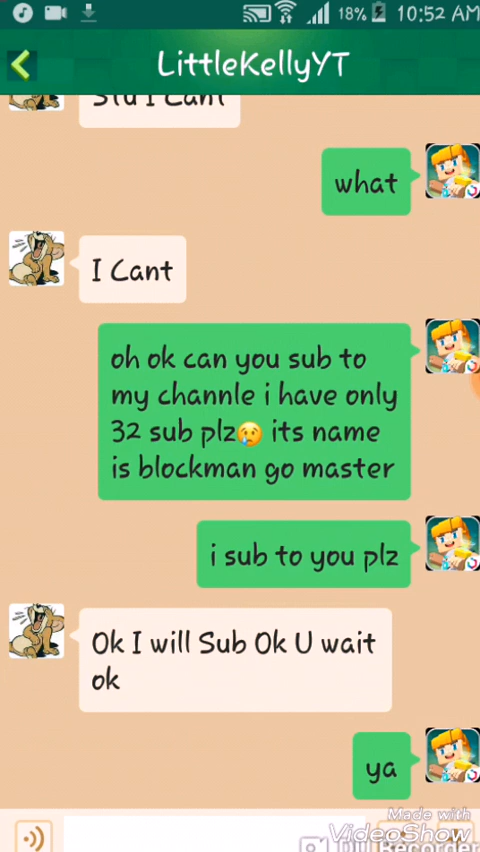 18% 10:52 AM
LittleKellyYT
I Cant
what
I Cant
oh ok can you sub to
my channle i have only
32 sub plz😢 its name
is blockman go master
i sub to you plz
Ok I will Sub Ok U wait
ok
ya
Made with
VideoShow
Recorder